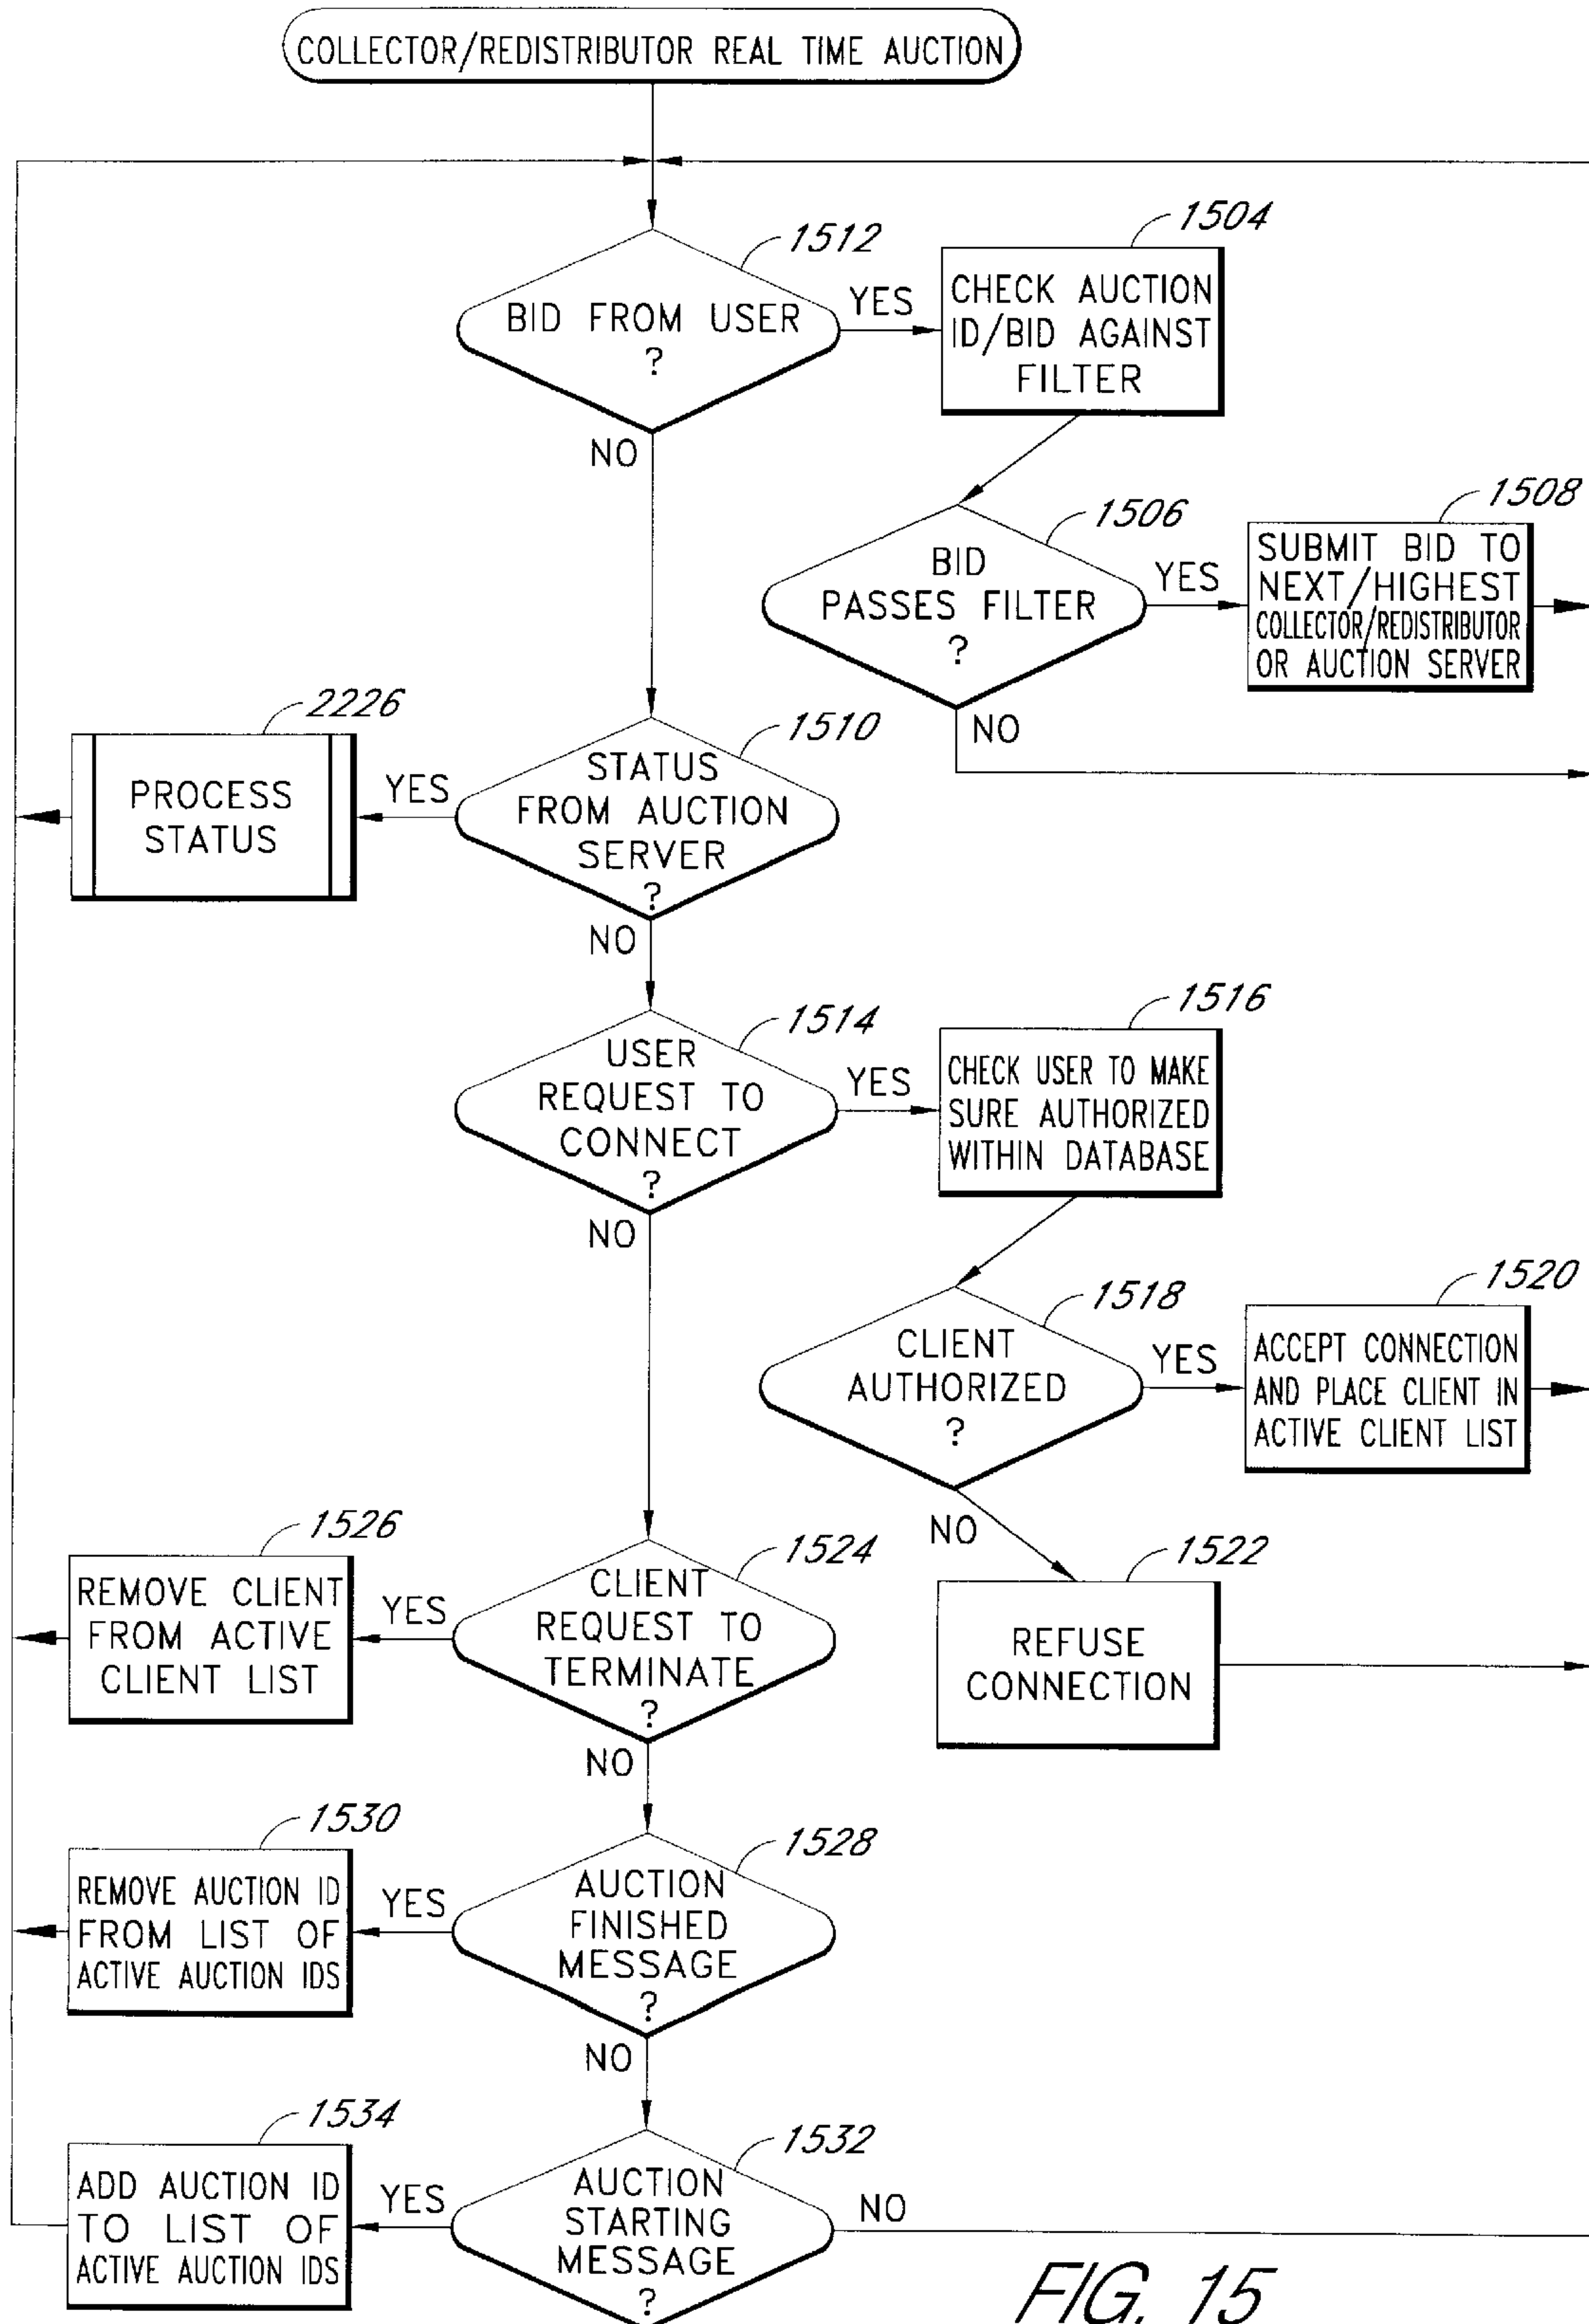 COLLECTOR/REDISTRIBUTOR REAL TIME AUCTION
1512
BID FROM USER
?
YES
NO
1504
CHECK AUCTION
ID/BID AGAINST
FILTER
1506
BID
PASSES FILTER
?
YES
NO
1508
SUBMIT BID TO
NEXT/HIGHEST
COLLECTOR/REDISTRIBUTOR
OR AUCTION SERVER
2226
PROCESS
STATUS
YES
1510
STATUS
FROM AUCTION
SERVER
?
NO
1514
USER
REQUEST TO
CONNECT
?
YES
NO
1516
CHECK USER TO MAKE
SURE AUTHORIZED
WITHIN DATABASE
1518
CLIENT
AUTHORIZED
?
YES
NO
1520
ACCEPT CONNECTION
AND PLACE CLIENT IN
ACTIVE CLIENT LIST
1522
REFUSE
CONNECTION
1526
REMOVE CLIENT
FROM ACTIVE
CLIENT LIST
YES
1524
CLIENT
REQUEST TO
TERMINATE
?
NO
1530
REMOVE AUCTION ID
FROM LIST OF
ACTIVE AUCTION IDS
YES
1528
AUCTION
FINISHED
MESSAGE
?
NO
1534
ADD AUCTION ID
TO LIST OF
ACTIVE AUCTION IDS
YES
1532
AUCTION
STARTING
MESSAGE
?
NO
FIG. 15